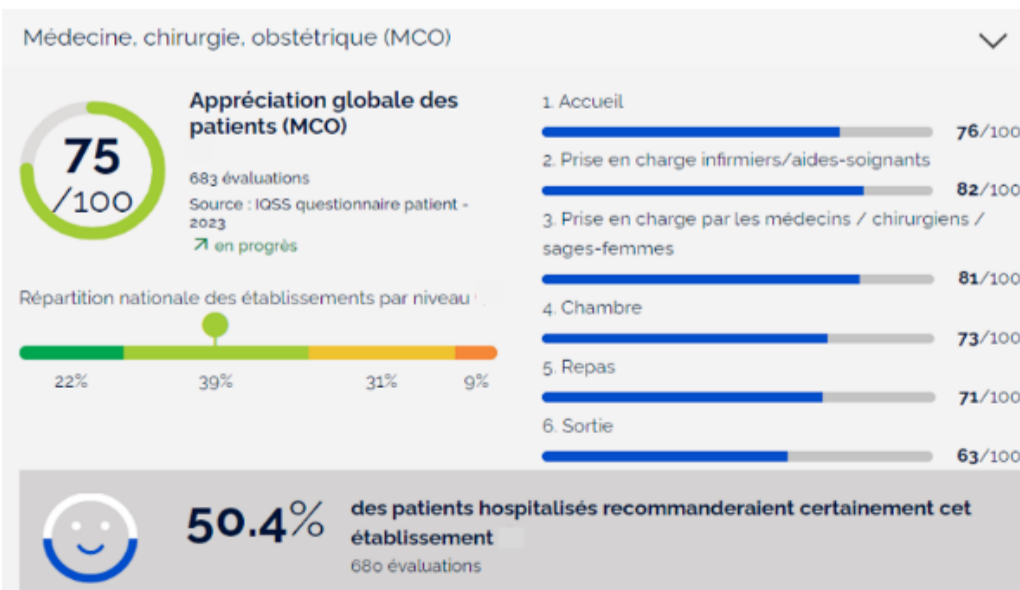 Médecine, chirurgie, obstétrique (MCO)
75
/100
Appréciation globale des
patients (MCO)
683 évaluations
Source : IQSS questionnaire patient -
2023
en progrès
Répartition nationale des établissements par niveau
22%
39%
31%
9%
1. Accueil
76/100
2. Prise en charge infirmiers/aides-soignants
82/100
3. Prise en charge par les médecins / chirurgiens /
sages-femmes
81/100
4. Chambre
73/100
5. Repas
71/100
6. Sortie
63/100
50.4%
des patients hospitalisés recommanderaient certainement cet
établissement
680 évaluations